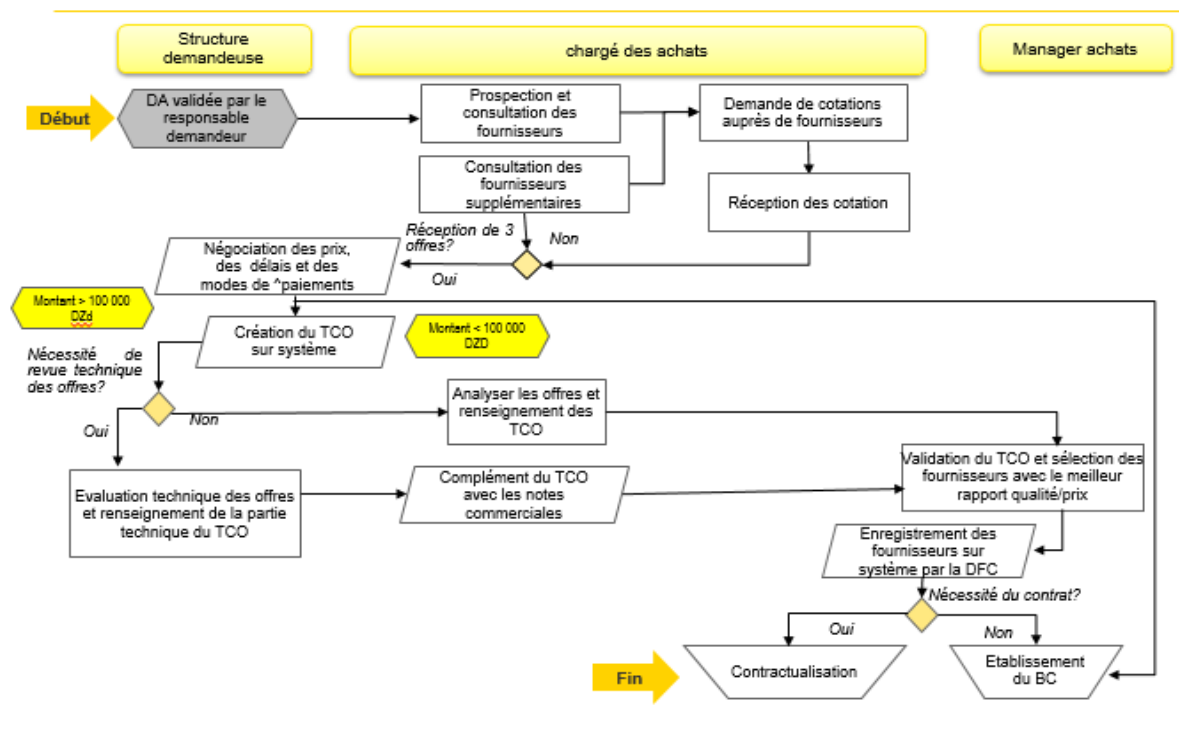 Structure
demandeuse
chargé des achats
Manager achats
Début
DA validée par le
responsable
demandeur
Prospection et
consultation des
fournisseurs
Demande de cotations
auprès de fournisseurs
Consultation des
fournisseurs
supplémentaires
Réception des cotation
Réception de 3
offres?
Non
Oui
Négociation des prix,
des délais et des
modes de ^paiements
Montant > 100 000
DZd
Création du TCO
sur système
Montant < 100 000
DZD
Nécessité de
revue technique
des offres?
Analyser les offres et
renseignement des
TCO
Non
Oui
Evaluation technique des offres
et renseignement de la partie
technique du TCO
Complément du TCO
avec les notes
commerciales
Validation du TCO et sélection des
fournisseurs avec le meilleur
rapport qualité/prix
Enregistrement des
fournisseurs sur
système par la DFC
Nécessité du contrat?
Oui
Non
Fin
Contractualisation
Etablissement
du BC